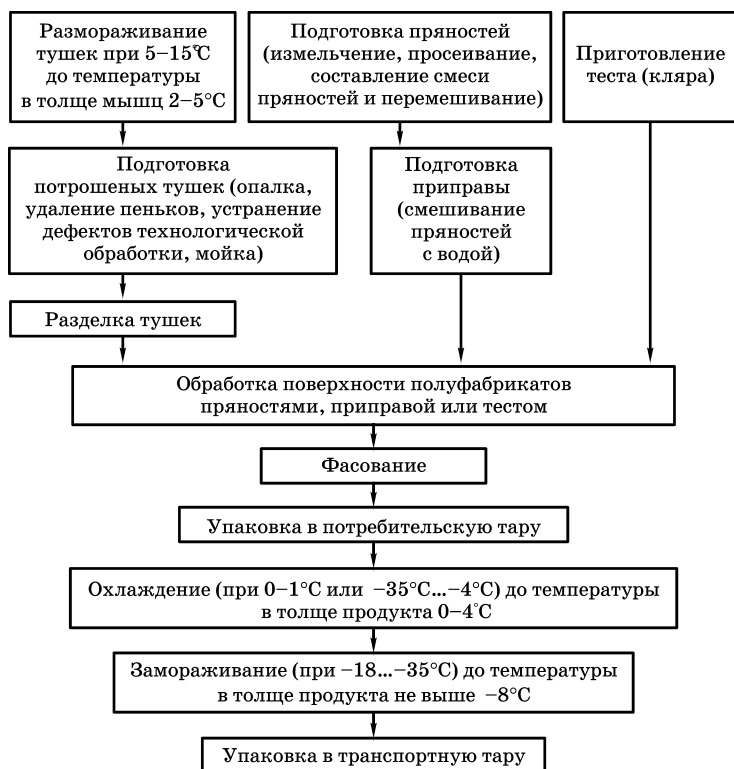 Размораживание
тушек при 5–15°С
до температуры
в толще мышц 2–5°С
Подготовка пряностей
(измельчение, просеивание,
составление смеси
пряностей и перемешивание)
Приготовление
теста (кляра)
Подготовка
потрошеных тушек (опалка,
удаление пеньков, устранение
дефектов технологической
обработки, мойка)
Подготовка
приправы
(смешивание
пряностей
с водой)
Разделка тушек
Обработка поверхности полуфабрикатов
пряностями, приправой или тестом
Фасование
Упаковка в потребительскую тару
Охлаждение (при 0–1°С или –35°С...–4°С) до температуры
в толще продукта 0–4°С
Замораживание (при –18...–35°С) до температуры
в толще продукта не выше –8°С
Упаковка в транспортную тару